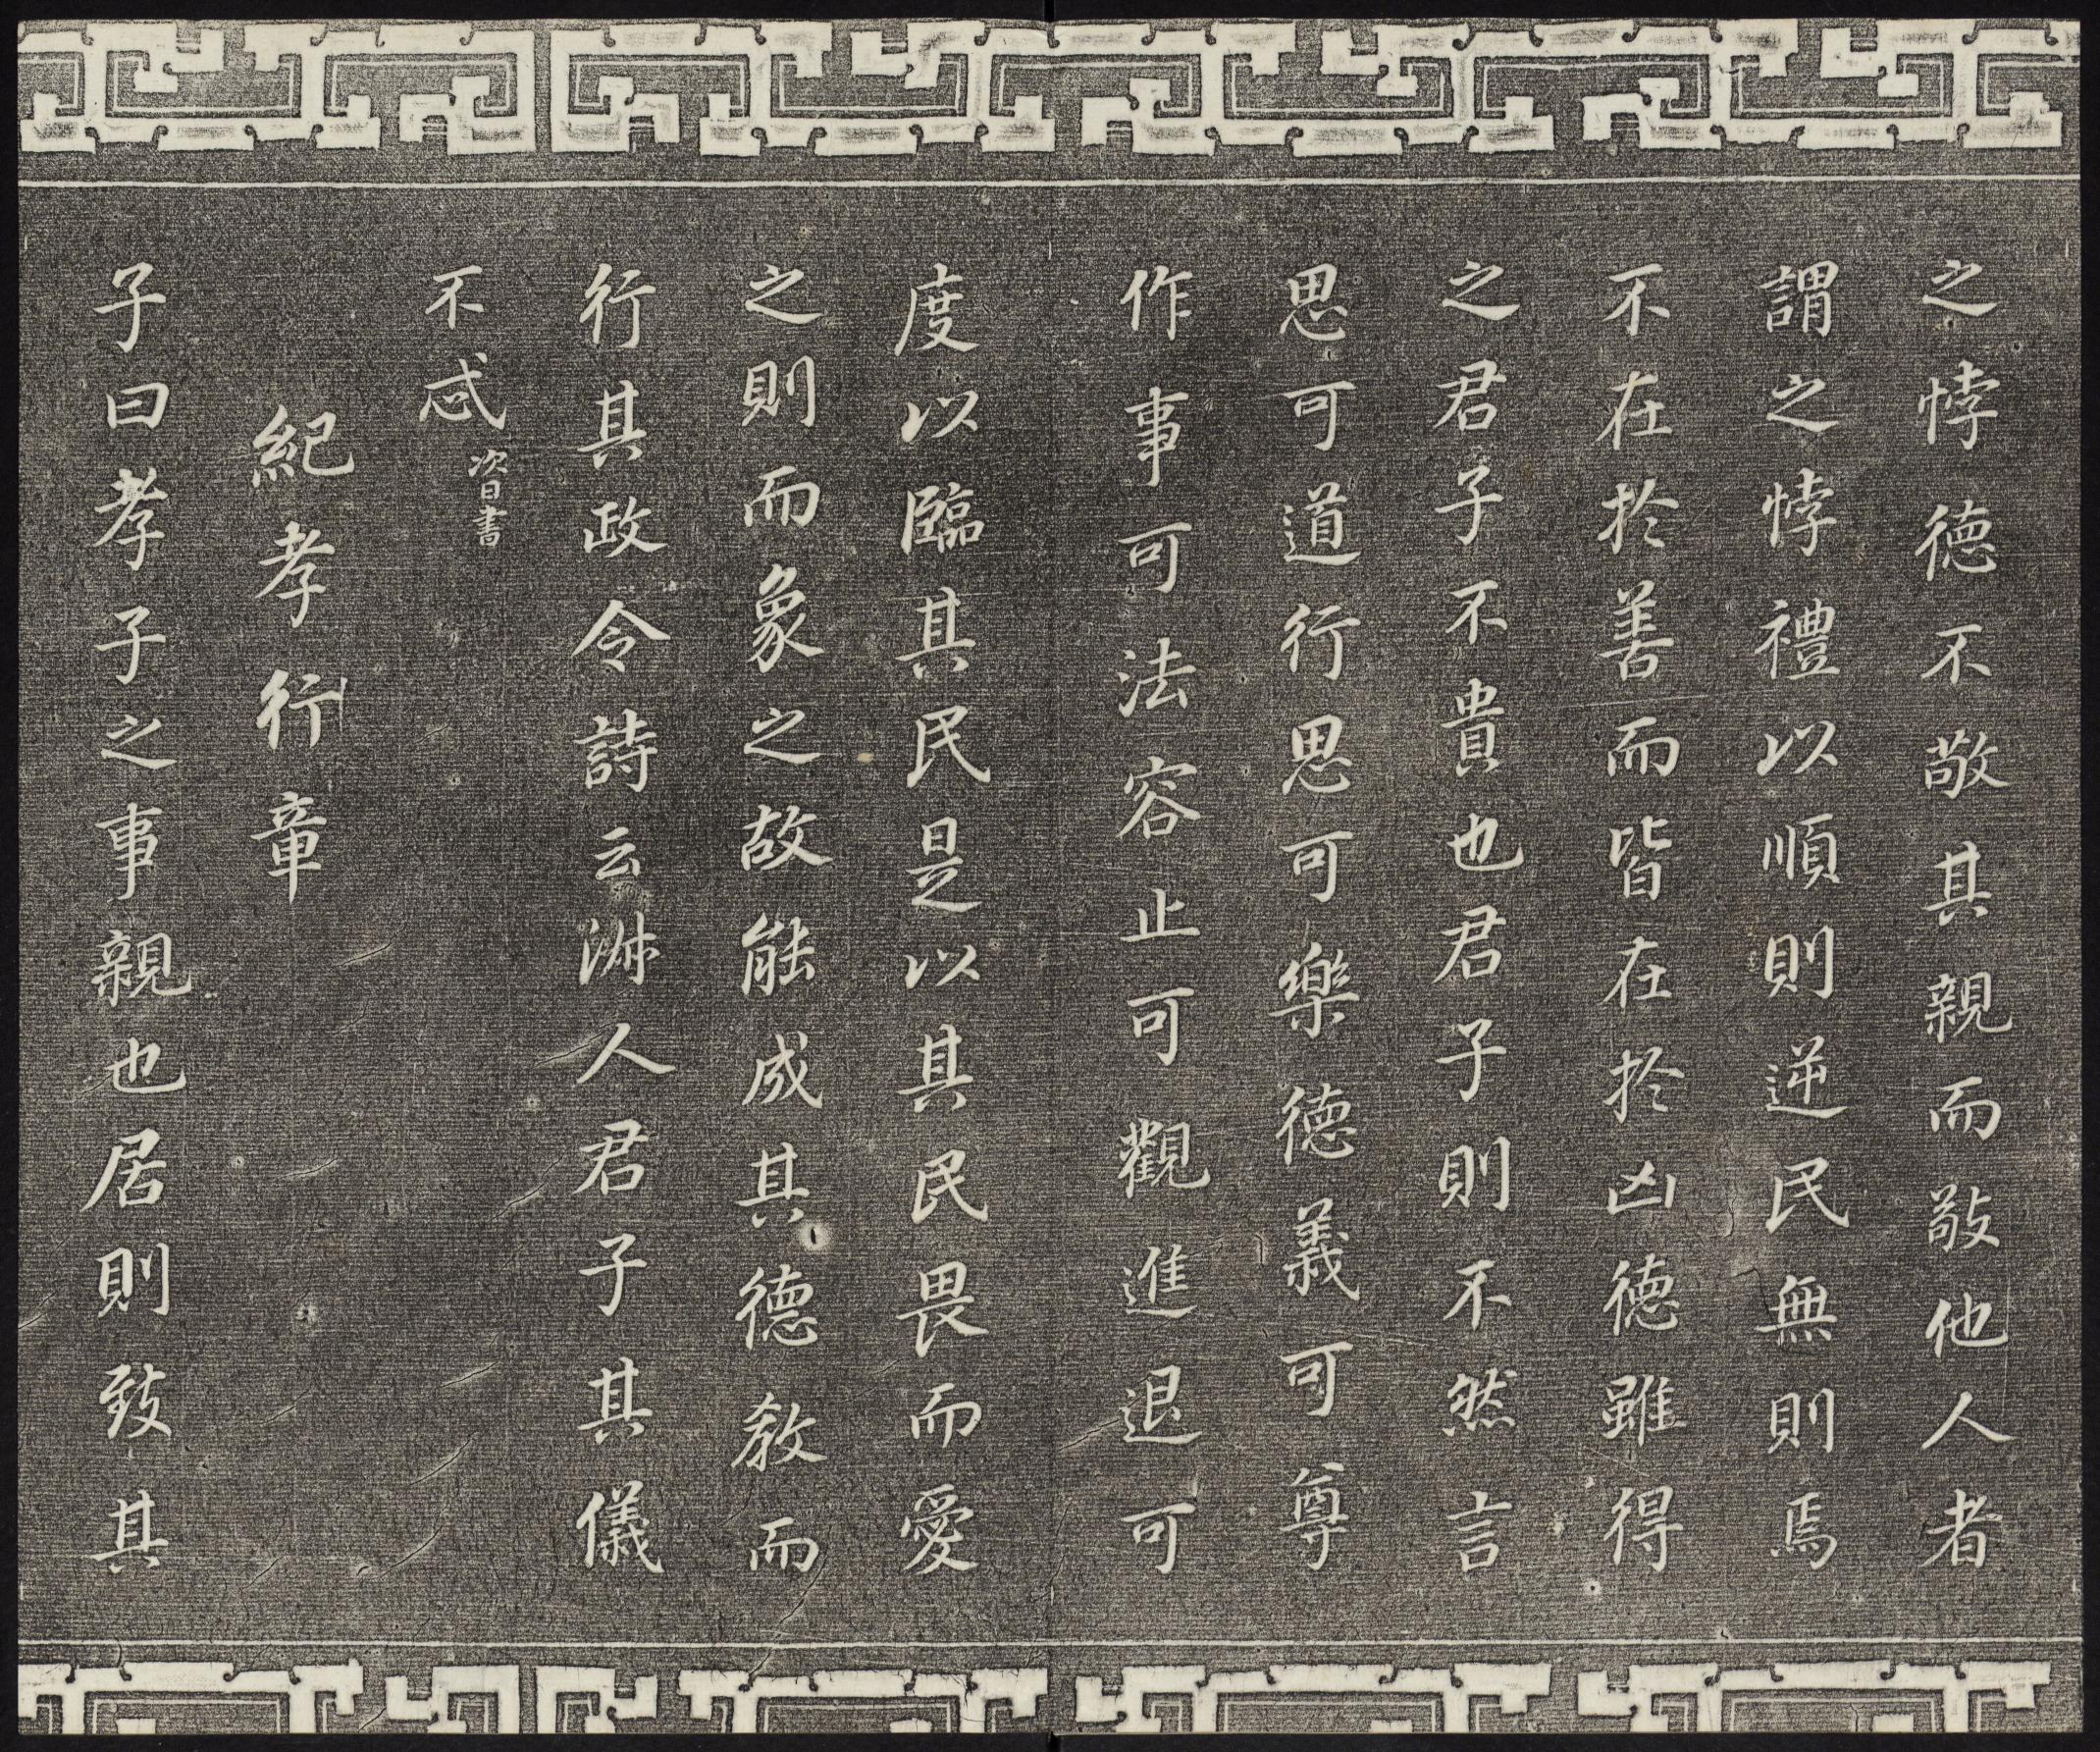 之悖德不敬其親而敬他人者
謂之悖禮以順則逆民無則焉
不在於善而皆在於凶德雖得
之君子不貴也君子則不然言
思可道行思可樂德義可尊
作事可法容止可觀進退可
度以臨其民是以其民畏而愛
之則而象之故能成其德教而
行其政令詩云淋人君子其儀
不忒
次日書
紀孝行章
子曰孝子之事親也居則致其